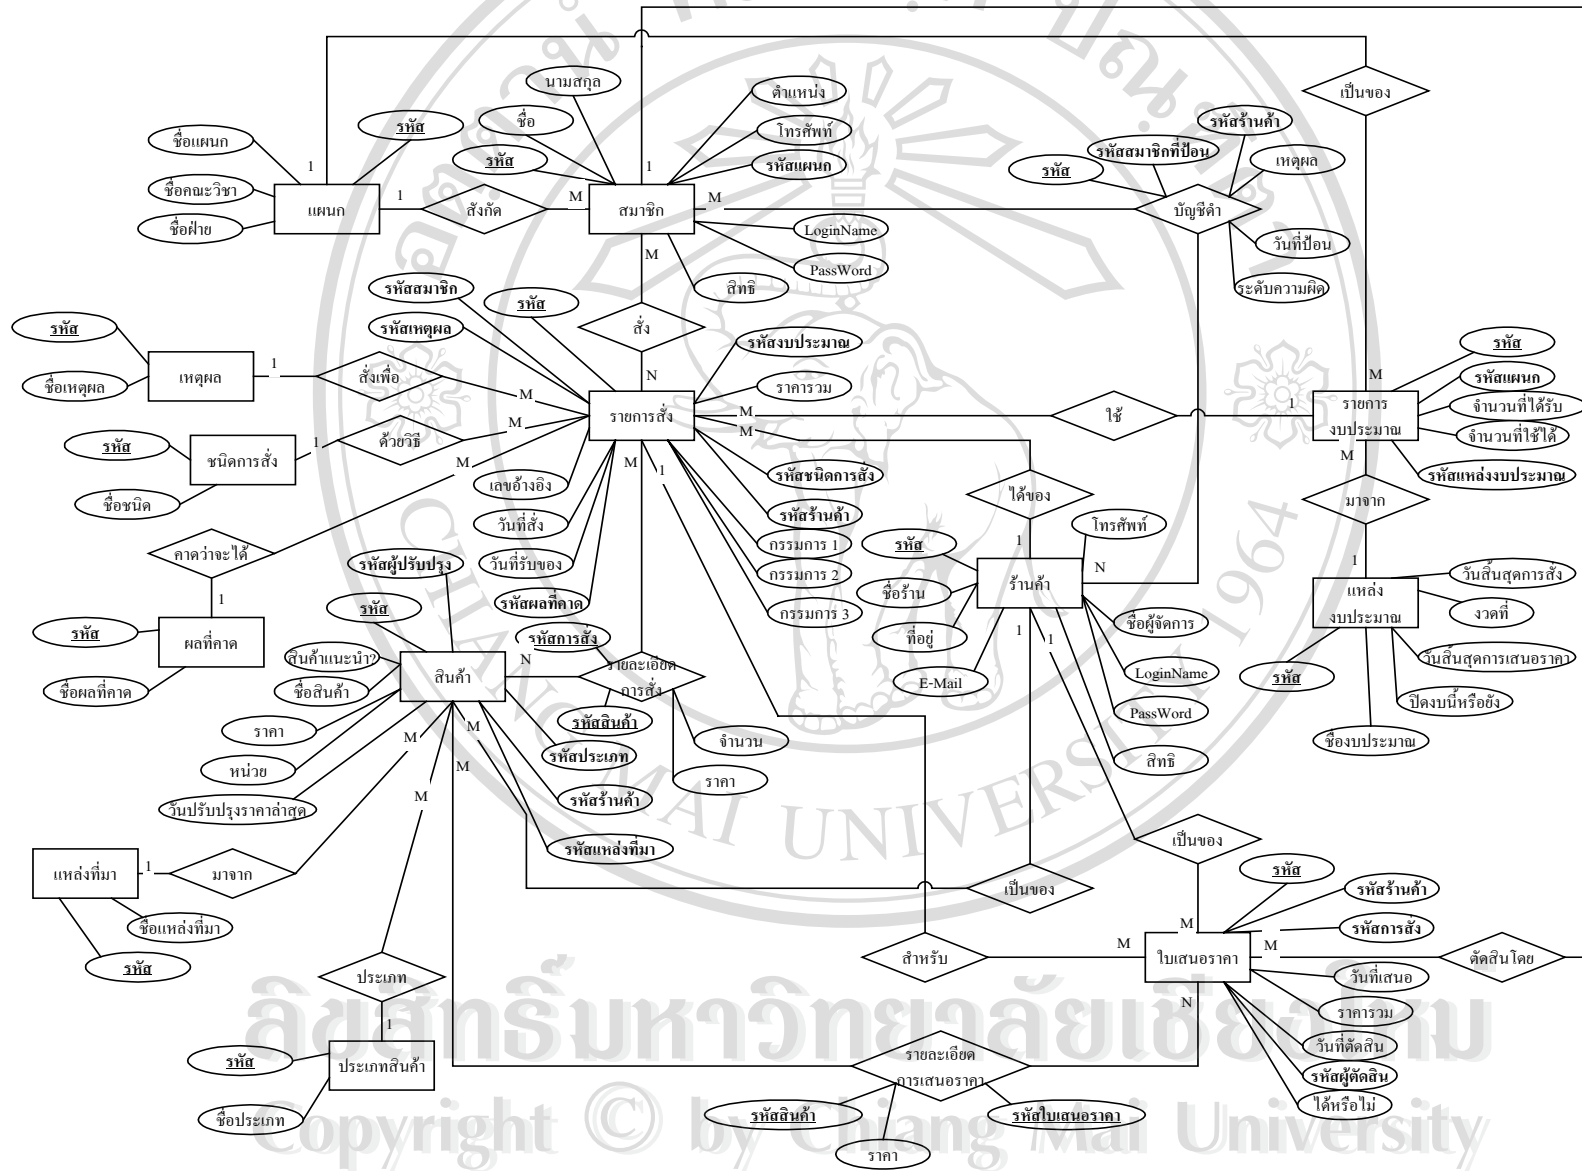 เป็นของ
นามสกุล
ชื่อ
รหัส
ตำแหน่ง
โทรศัพท์
รหัสแผนก
รหัสร้านค้า
รหัสสมาชิกที่ป้อน
รหัส
เหตุผล
ชื่อแผนก
รหัส
ชื่อคณะวิชา
ชื่อฝ่าย
1
แผนก
1
สังกัด
M
1
สมาชิก
M
M
บัญชีดำ
LoginName
PassWord
สิทธิ
M
วันที่ป้อน
ระดับความผิด
รหัสสมาชิก
รหัส
รหัสเหตุผล
สั่ง
N
รหัสงบประมาณ
ราคารวม
รหัส
ชื่อเหตุผล
เหตุผล
1
สั่งเพื่อ
M
รายการสั่ง
M
M
ใช้
1
M
รายการ
งบประมาณ
รหัส
รหัสแผนก
จำนวนที่ได้รับ
จำนวนที่ใช้ได้
รหัสแหล่งงบประมาณ
M
รหัส
ชนิดการสั่ง
1
ด้วยวิธี
M
ชื่อชนิด
M
M
1
เลขอ้างอิง
วันที่สั่ง
วันที่รับของ
รหัสผลที่คาด
รหัสชนิดการสั่ง
รหัสร้านค้า
กรรมการ 1
กรรมการ 2
กรรมการ 3
ได้ของ
1
มาจาก
1
คาดว่าจะได้
1
รหัส
ผลที่คาด
ชื่อผลที่คาด
รหัสผู้ปรับปรุง
รหัส
สินค้าแนะนำ?
ชื่อสินค้า
ราคา
หน่วย
วันปรับปรุงราคาล่าสุด
สินค้า
N
รหัสการสั่ง
รายละเอียด
การสั่ง
รหัสสินค้า
จำนวน
ราคา
รหัสประเภท
รหัสร้านค้า
รหัสแหล่งที่มา
M
M
M
M
รหัส
ชื่อร้าน
ที่อยู่
E-Mail
ร้านค้า
โทรศัพท์
N
ชื่อผู้จัดการ
LoginName
PassWord
สิทธิ
1
1
แหล่ง
งบประมาณ
วันสิ้นสุดการสั่ง
งวดที่
วันสิ้นสุดการเสนอราคา
ปิดงบนี้หรือยัง
ชื่องบประมาณ
รหัส
แหล่งที่มา
1
มาจาก
ชื่อแหล่งที่มา
รหัส
เป็นของ
เป็นของ
M
รหัส
รหัสร้านค้า
รหัสการสั่ง
สำหรับ
M
ใบเสนอราคา
M
ตัดสินโดย
วันที่เสนอ
ราคารวม
วันที่ตัดสิน
รหัสผู้ตัดสิน
ได้หรือไม่
N
ประเภท
1
รหัส
ประเภทสินค้า
ชื่อประเภท
รายละเอียด
การเสนอราคา
รหัสสินค้า
รหัสใบเสนอราคา
ราคา
CHIANG MAI UNIVERSITY 1964
ลิขสิทธิ์มหาวิทยาลัยเชียงใหม่
Copyright © by Chiang Mai University